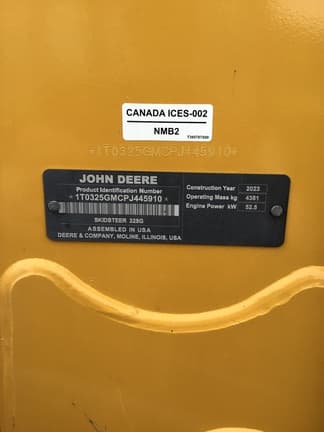 CANADA ICES-002
NMB2
*1T0325GMCPJ445910*
JOHN DEERE
Product Identification Number
*1T0325GMCPJ445910*
SKIDSTEER 325G
ASSEMBLED IN USA
DEERE & COMPANY, MOLINE, ILLINOIS, USA
Construction Year 2023
Operating Mass kg 4381
Engine Power kW 52.5